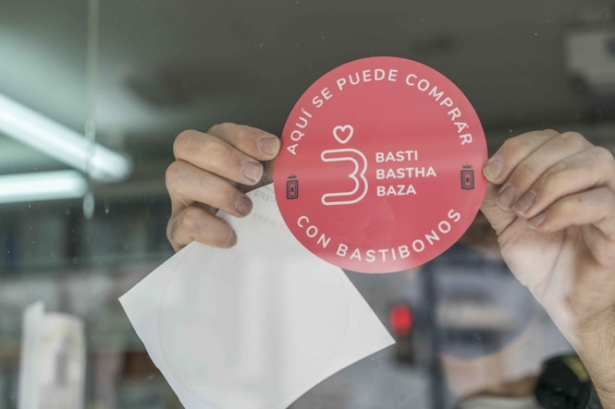 AQUÍ SE PUEDE COMPRAR
BASTI
BASTHA
BAZA
CON BASTIBONOS